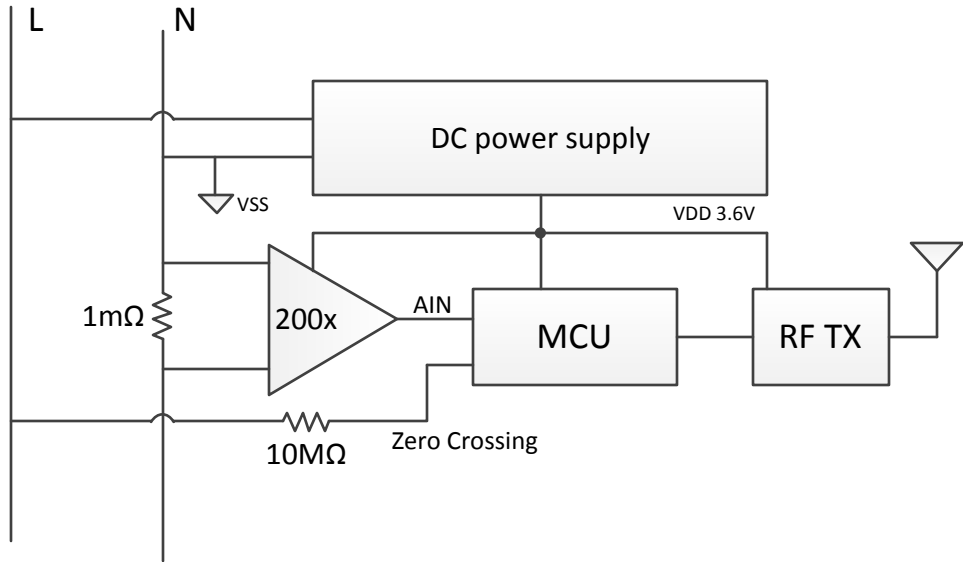 L
N
DC power supply
VSS
VDD 3.6V
1mΩ
200x
AIN
MCU
RF TX
10MΩ
Zero Crossing